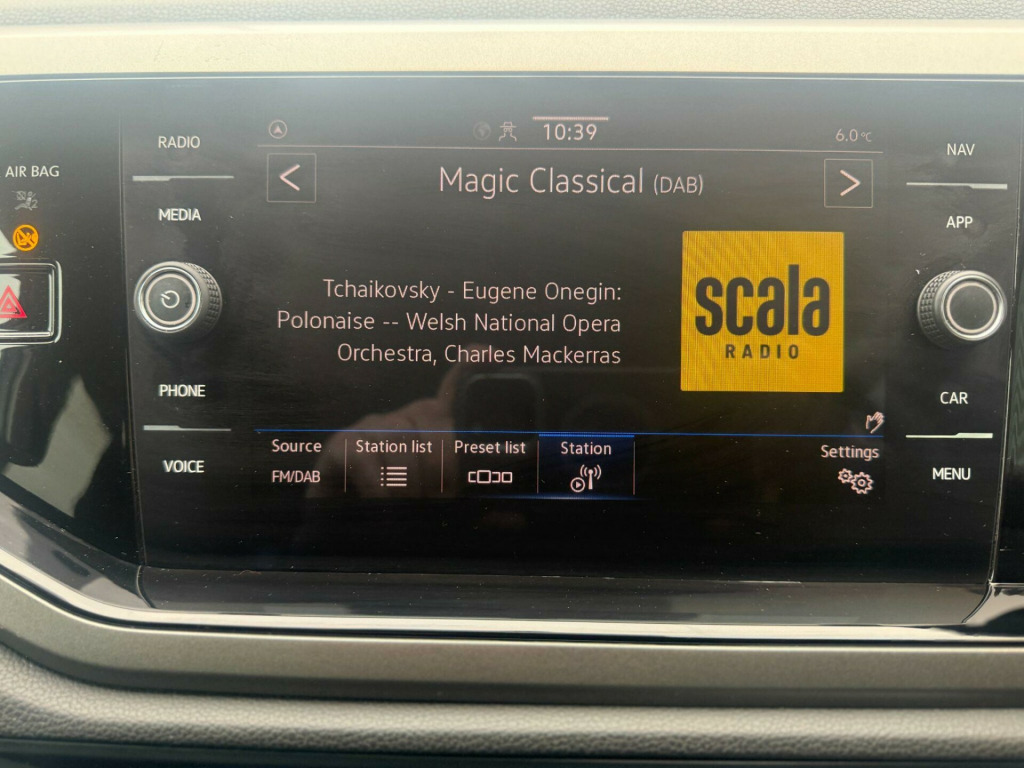 RADIO
10:39
6.0°C
NAV
AIR BAG
Magic Classical (DAB)
MEDIA
APP
Tchaikovsky - Eugene Onegin:
Polonaise -- Welsh National Opera
Orchestra, Charles Mackerras
scala
RADIO
PHONE
CAR
Source
Station list
Preset list
Station
Settings
FM/DAB
VOICE
MENU